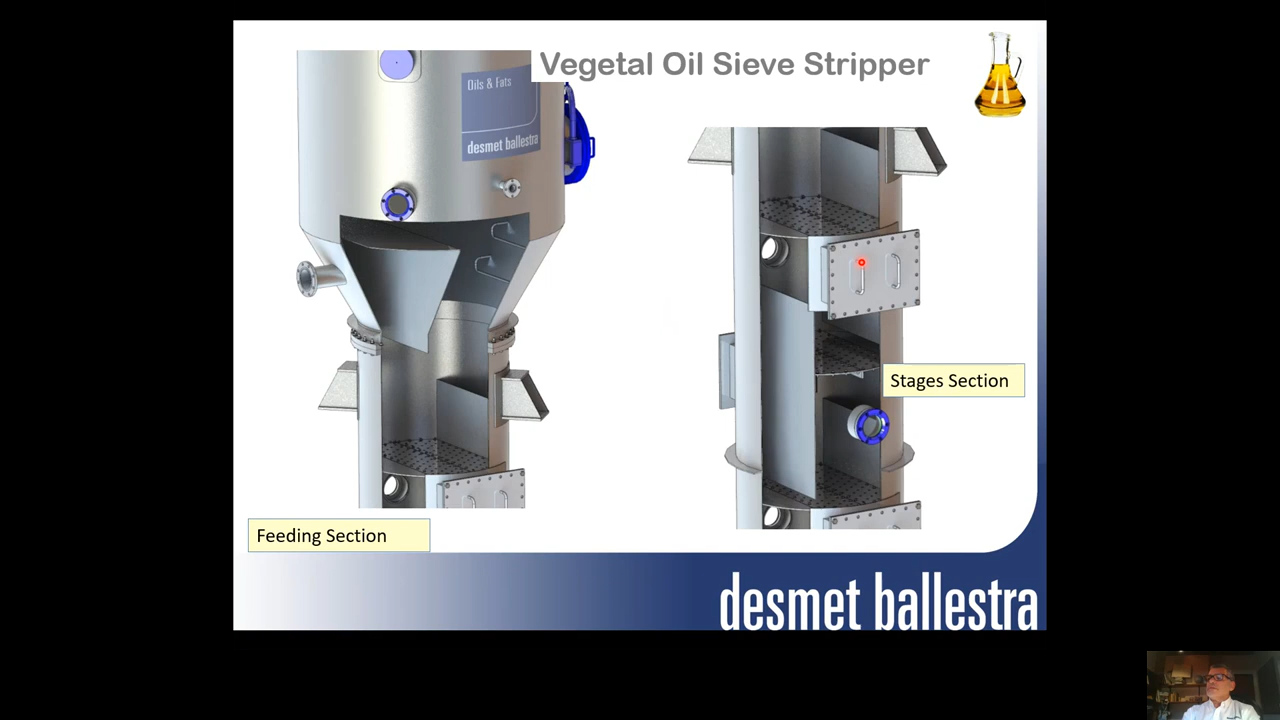 Vegetal Oil Sieve Stripper
Oils & Fats
desmet ballestra
Stages Section
Feeding Section
desmet ballestra